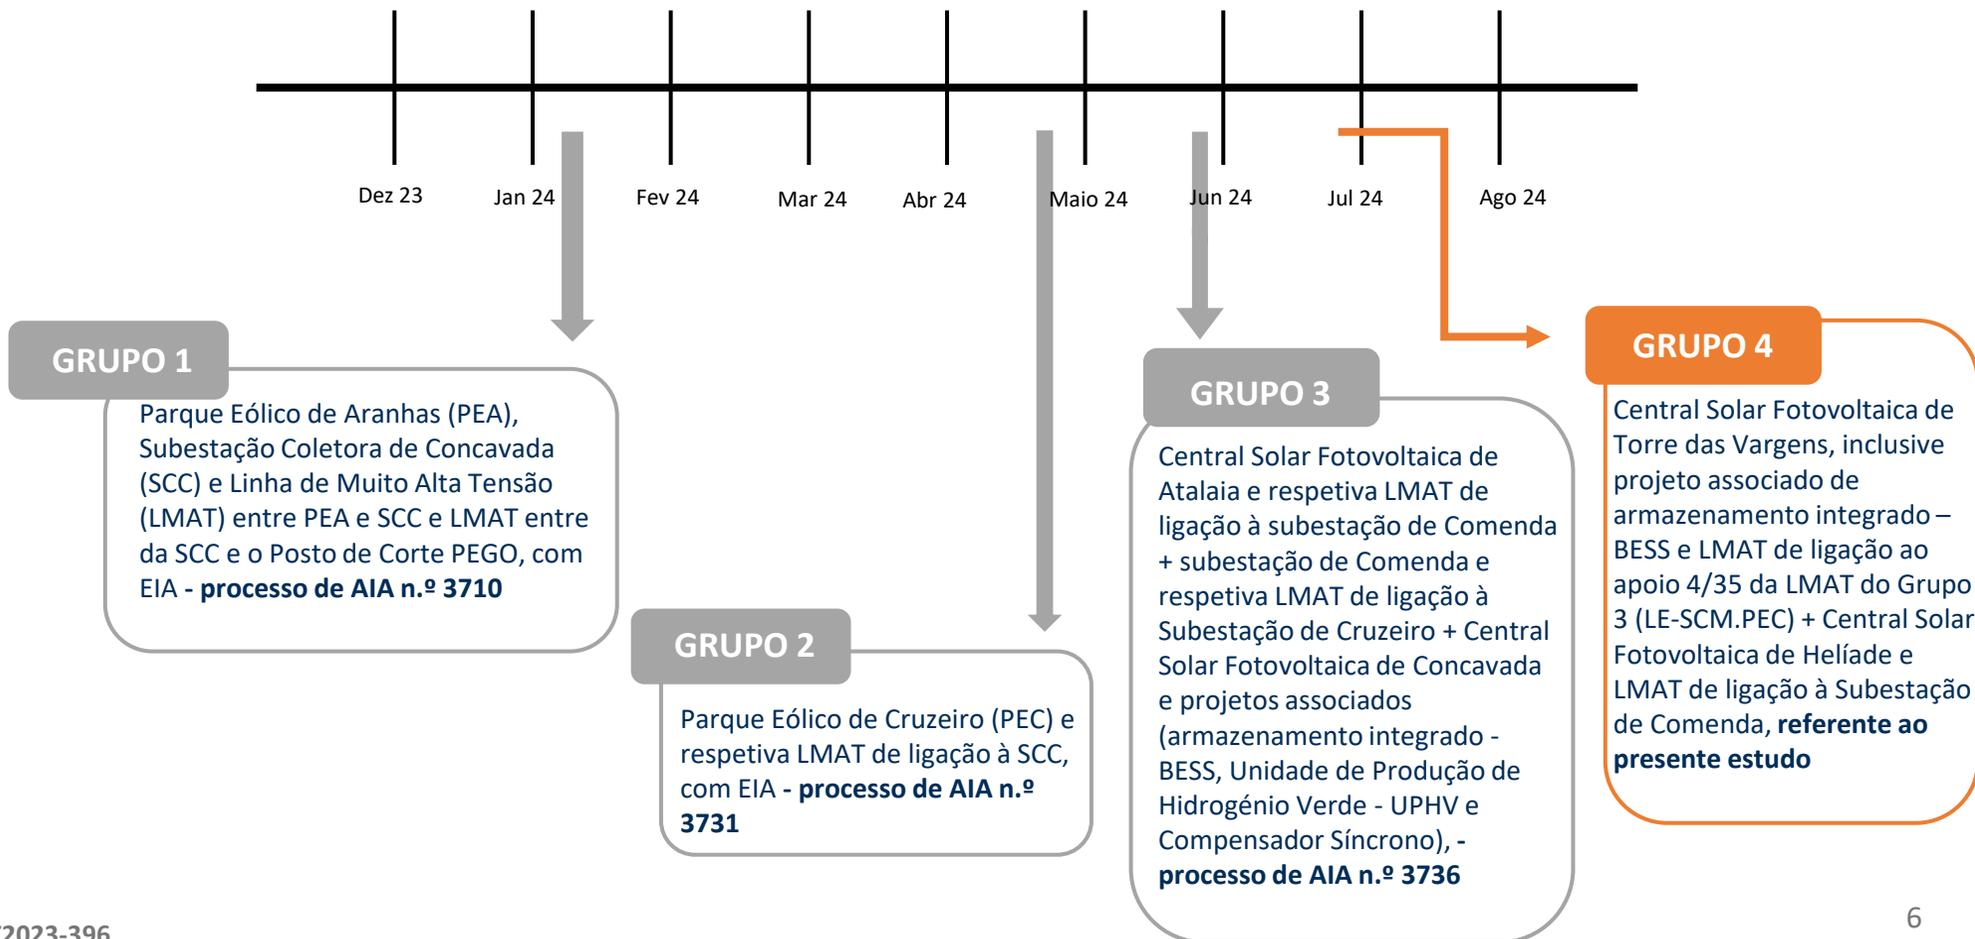 Dez 23
Jan 24
Fev 24
Mar 24
Abr 24
Maio 24
Jun 24
Jul 24
Ago 24
GRUPO 1
Parque Eólico de Aranhas (PEA),
Subestação Coletora de Concavada
(SCC) e Linha de Muito Alta Tensão
(LMAT) entre PEA e SCC e LMAT entre
da SCC e o Posto de Corte PEGO, com
EIA - processo de AIA n.º 3710
GRUPO 2
Parque Eólico de Cruzeiro (PEC) e
respetiva LMAT de ligação à SCC,
com EIA - processo de AIA n.º
3731
GRUPO 3
Central Solar Fotovoltaica de
Atalaia e respetiva LMAT de
ligação à subestação de Comenda
+ subestação de Comenda e
respetiva LMAT de ligação à
Subestação de Cruzeiro + Central
Solar Fotovoltaica de Concavada
e projetos associados
(armazenamento integrado -
BESS, Unidade de Produção de
Hidrogénio Verde - UPHV e
Compensador Síncrono), -
processo de AIA n.º 3736
GRUPO 4
Central Solar Fotovoltaica de
Torre das Vargens, inclusive
projeto associado de
armazenamento integrado –
BESS e LMAT de ligação ao
apoio 4/35 da LMAT do Grupo
3 (LE-SCM.PEC) + Central Solar
Fotovoltaica de Helíade e
LMAT de ligação à Subestação
de Comenda, referente ao
presente estudo
2023-396
6